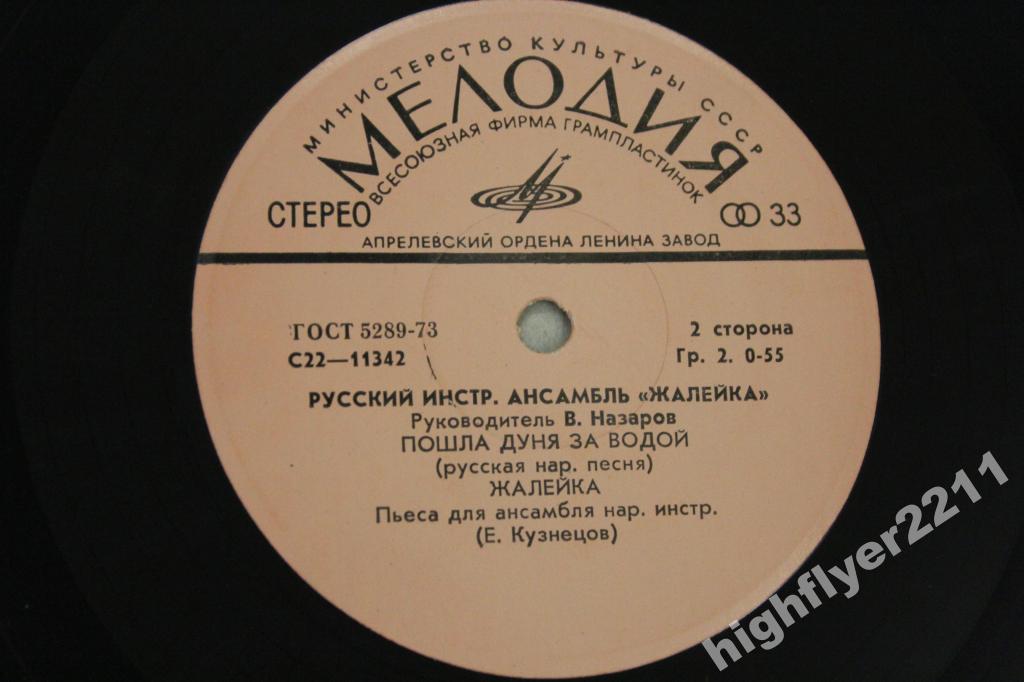 МИНИСТЕРСТВО КУЛЬТУРЫ СССР
МЕЛОДИЯ
ВСЕСОЮЗНАЯ ФИРМА ГРАМПЛАСТИНОК
СТЕРЕО 33
АПРЕЛЕВСКИЙ ОРДЕНА ЛЕНИНА ЗАВОД
ГОСТ 5289-73 2 сторона
С22—11342 Гр. 2. 0-55
РУССКИЙ ИНСТР. АНСАМБЛЬ «ЖАЛЕЙКА»
Руководитель В. Назаров
ПОШЛА ДУНЯ ЗА ВОДОЙ
(русская нар. песня)
ЖАЛЕЙКА
Пьеса для ансамбля нар. инстр.
(Е. Кузнецов)
highflyer2211